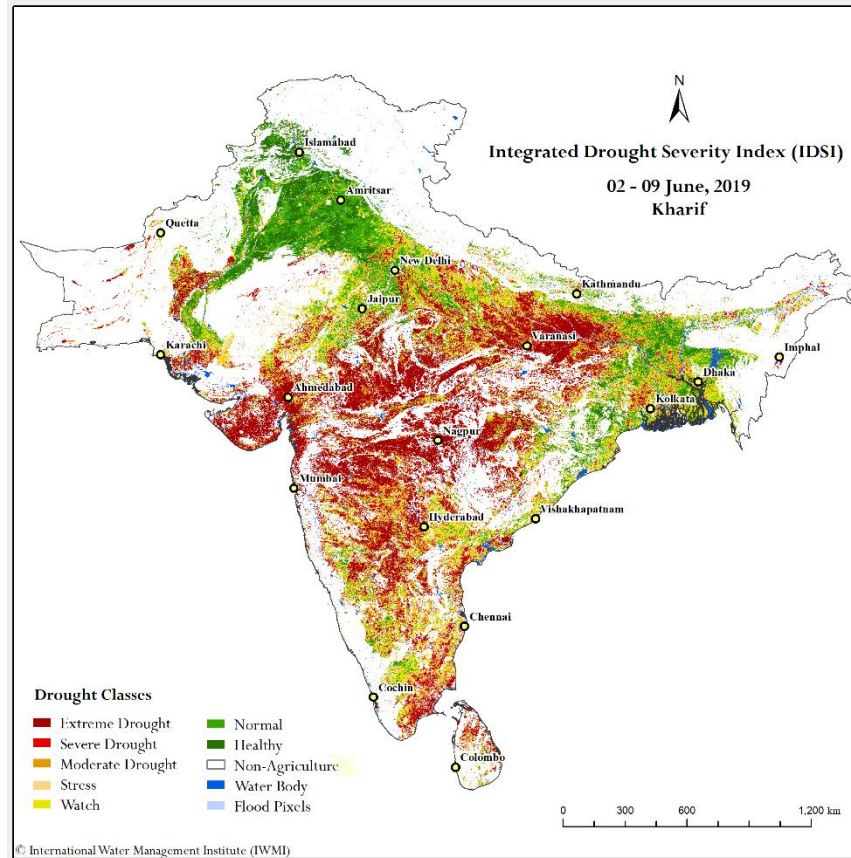 N
Integrated Drought Severity Index (IDSI)
02 - 09 June, 2019
Kharif
Islamabad
Amritsar
Quetta
New Delhi
Kathmandu
Jaipur
Varanasi
Karachi
Imphal
Dhaka
Ahmedabad
Kolkata
Nagpur
Mumbai
Vishakhapatnam
Hyderabad
Chennai
Cochin
Colombo
Drought Classes
Extreme Drought
Severe Drought
Moderate Drought
Stress
Watch
Normal
Healthy
Non-Agriculture
Water Body
Flood Pixels
0 300 600 1,200 km
© International Water Management Institute (IWMI)